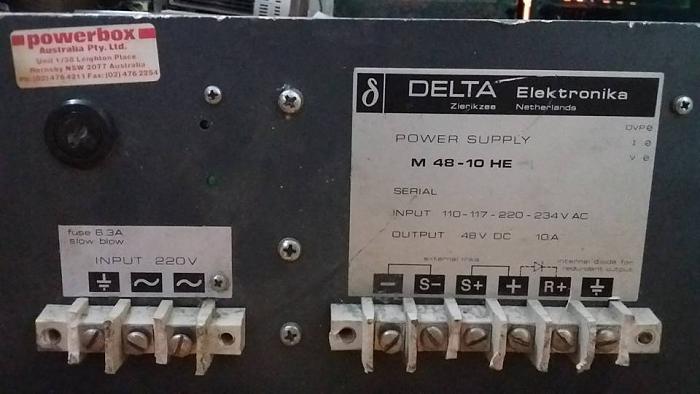 powerbox
Australia Pty. Ltd.
Unit 1/38 Leighton Place
Hornsby NSW 2077 Australia
Ph: (02) 476 4211 Fax: (02) 476 2254
δ DELTA Elektronika
Zierikzee Netherlands
OVP
I
V
POWER SUPPLY
M 48-10 HE
SERIAL
INPUT 110-117-220-234 V AC
OUTPUT 48 V DC 10A
external links
internal diode for
redundant output
- S- S+ + R+
fuse 6.3A
slow blow
INPUT 220V
~ ~